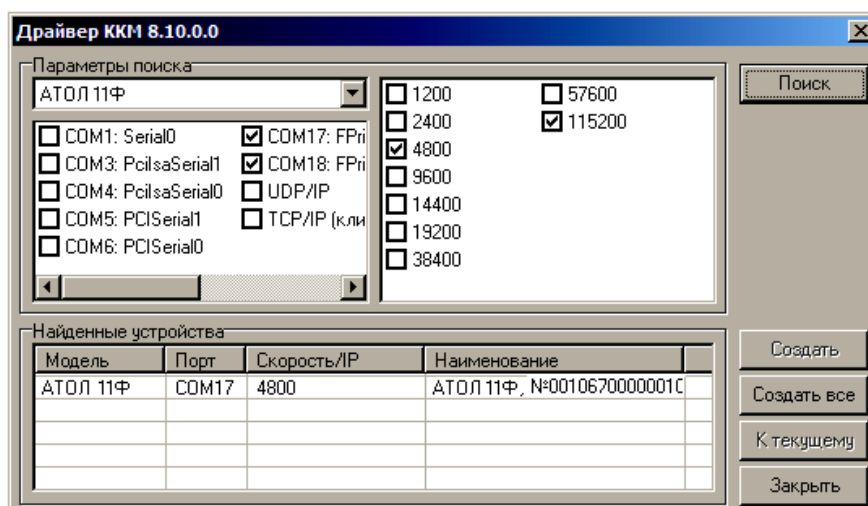 Драйвер ККМ 8.10.0.0
Параметры поиска
АТОЛ 11Ф
COM1: Serial0
COM3: PcilsaSerial1
COM4: PcilsaSerial0
COM5: PCISerial1
COM6: PCISerial0
COM17: FPri
COM18: FPri
UDP/IP
TCP/IP (кли
1200
2400
4800
9600
14400
19200
38400
57600
115200
Поиск
Найденные устройства
Модель Порт Скорость/IP Наименование
АТОЛ 11Ф COM17 4800 АТОЛ 11Ф, №0010670000001(
Создать
Создать все
К текущему
Закрыть